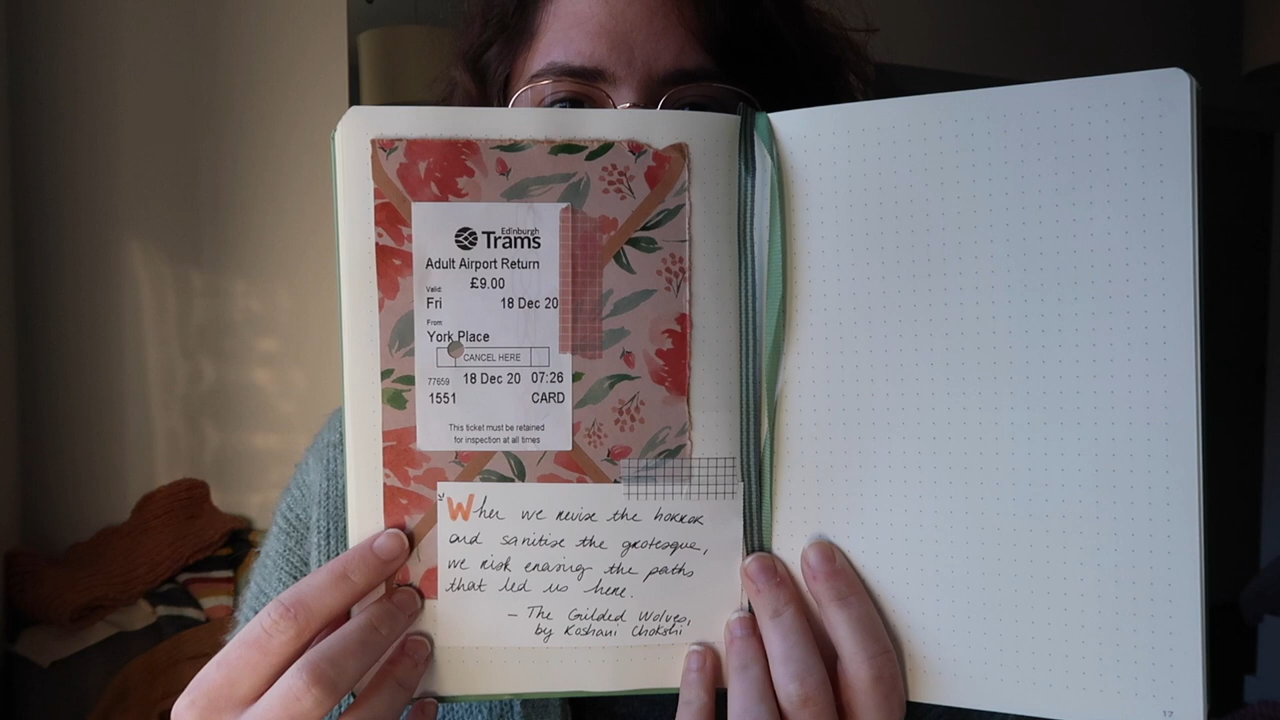 Edinburgh
Trams
Adult Airport Return
£9.00
Valid:
Fri 18 Dec 20
From:
York Place
CANCEL HERE
77659 18 Dec 20 07:26
1551 CARD
This ticket must be retained
for inspection at all times
"When we revise the horror
and sanitise the grotesque,
we risk erasing the paths
that led us here.
– The Gilded Wolves,
by Roshani Chokshi
17